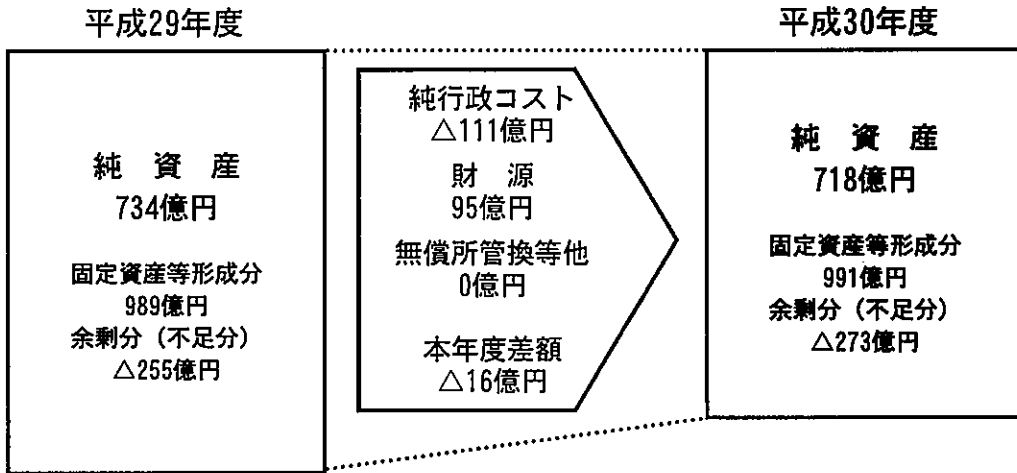 平成29年度
純 資 産
734億円
固定資産等形成分
989億円
余剰分（不足分）
△255億円
純行政コスト
△111億円
財 源
95億円
無償所管換等他
0億円
本年度差額
△16億円
平成30年度
純 資 産
718億円
固定資産等形成分
991億円
余剰分（不足分）
△273億円